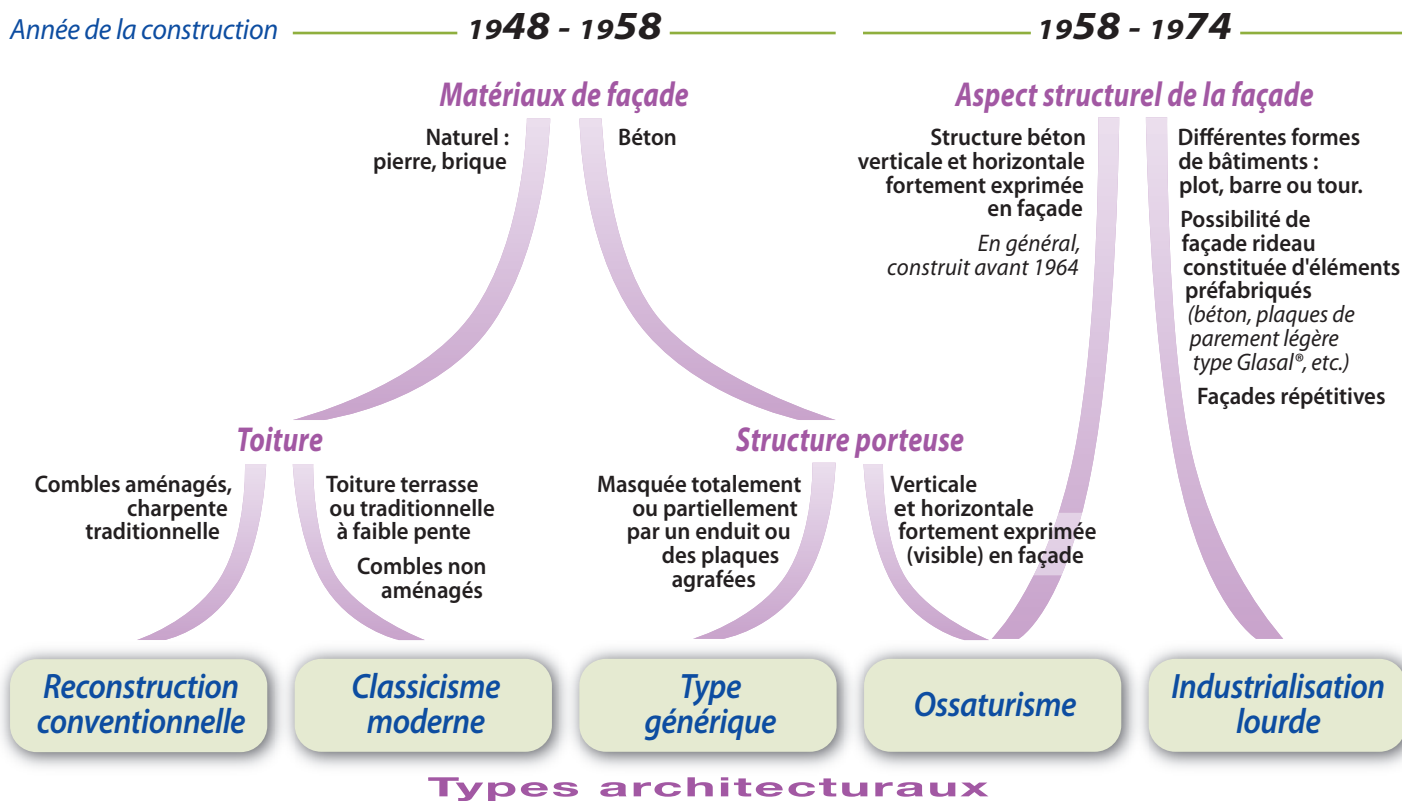 Année de la construction
1948 - 1958
1958 - 1974
Matériaux de façade
Naturel :
pierre, brique
Béton
Aspect structurel de la façade
Structure béton
verticale et horizontale
fortement exprimée
en façade
En général,
construit avant 1964
Différentes formes
de bâtiments :
plot, barre ou tour.
Possibilité de
façade rideau
constituée d'éléments
préfabriqués
(béton, plaques de
parement légère
type Glasal®, etc.)
Façades répétitives
Toiture
Combles aménagés,
charpente
traditionnelle
Toiture terrasse
ou traditionnelle
à faible pente
Combles non
aménagés
Structure porteuse
Masquée totalement
ou partiellement
par un enduit ou
des plaques
agrafées
Verticale
et horizontale
fortement exprimée
(visible) en façade
Reconstruction
conventionnelle
Classicisme
moderne
Type
générique
Ossaturisme
Industrialisation
lourde
Types architecturaux